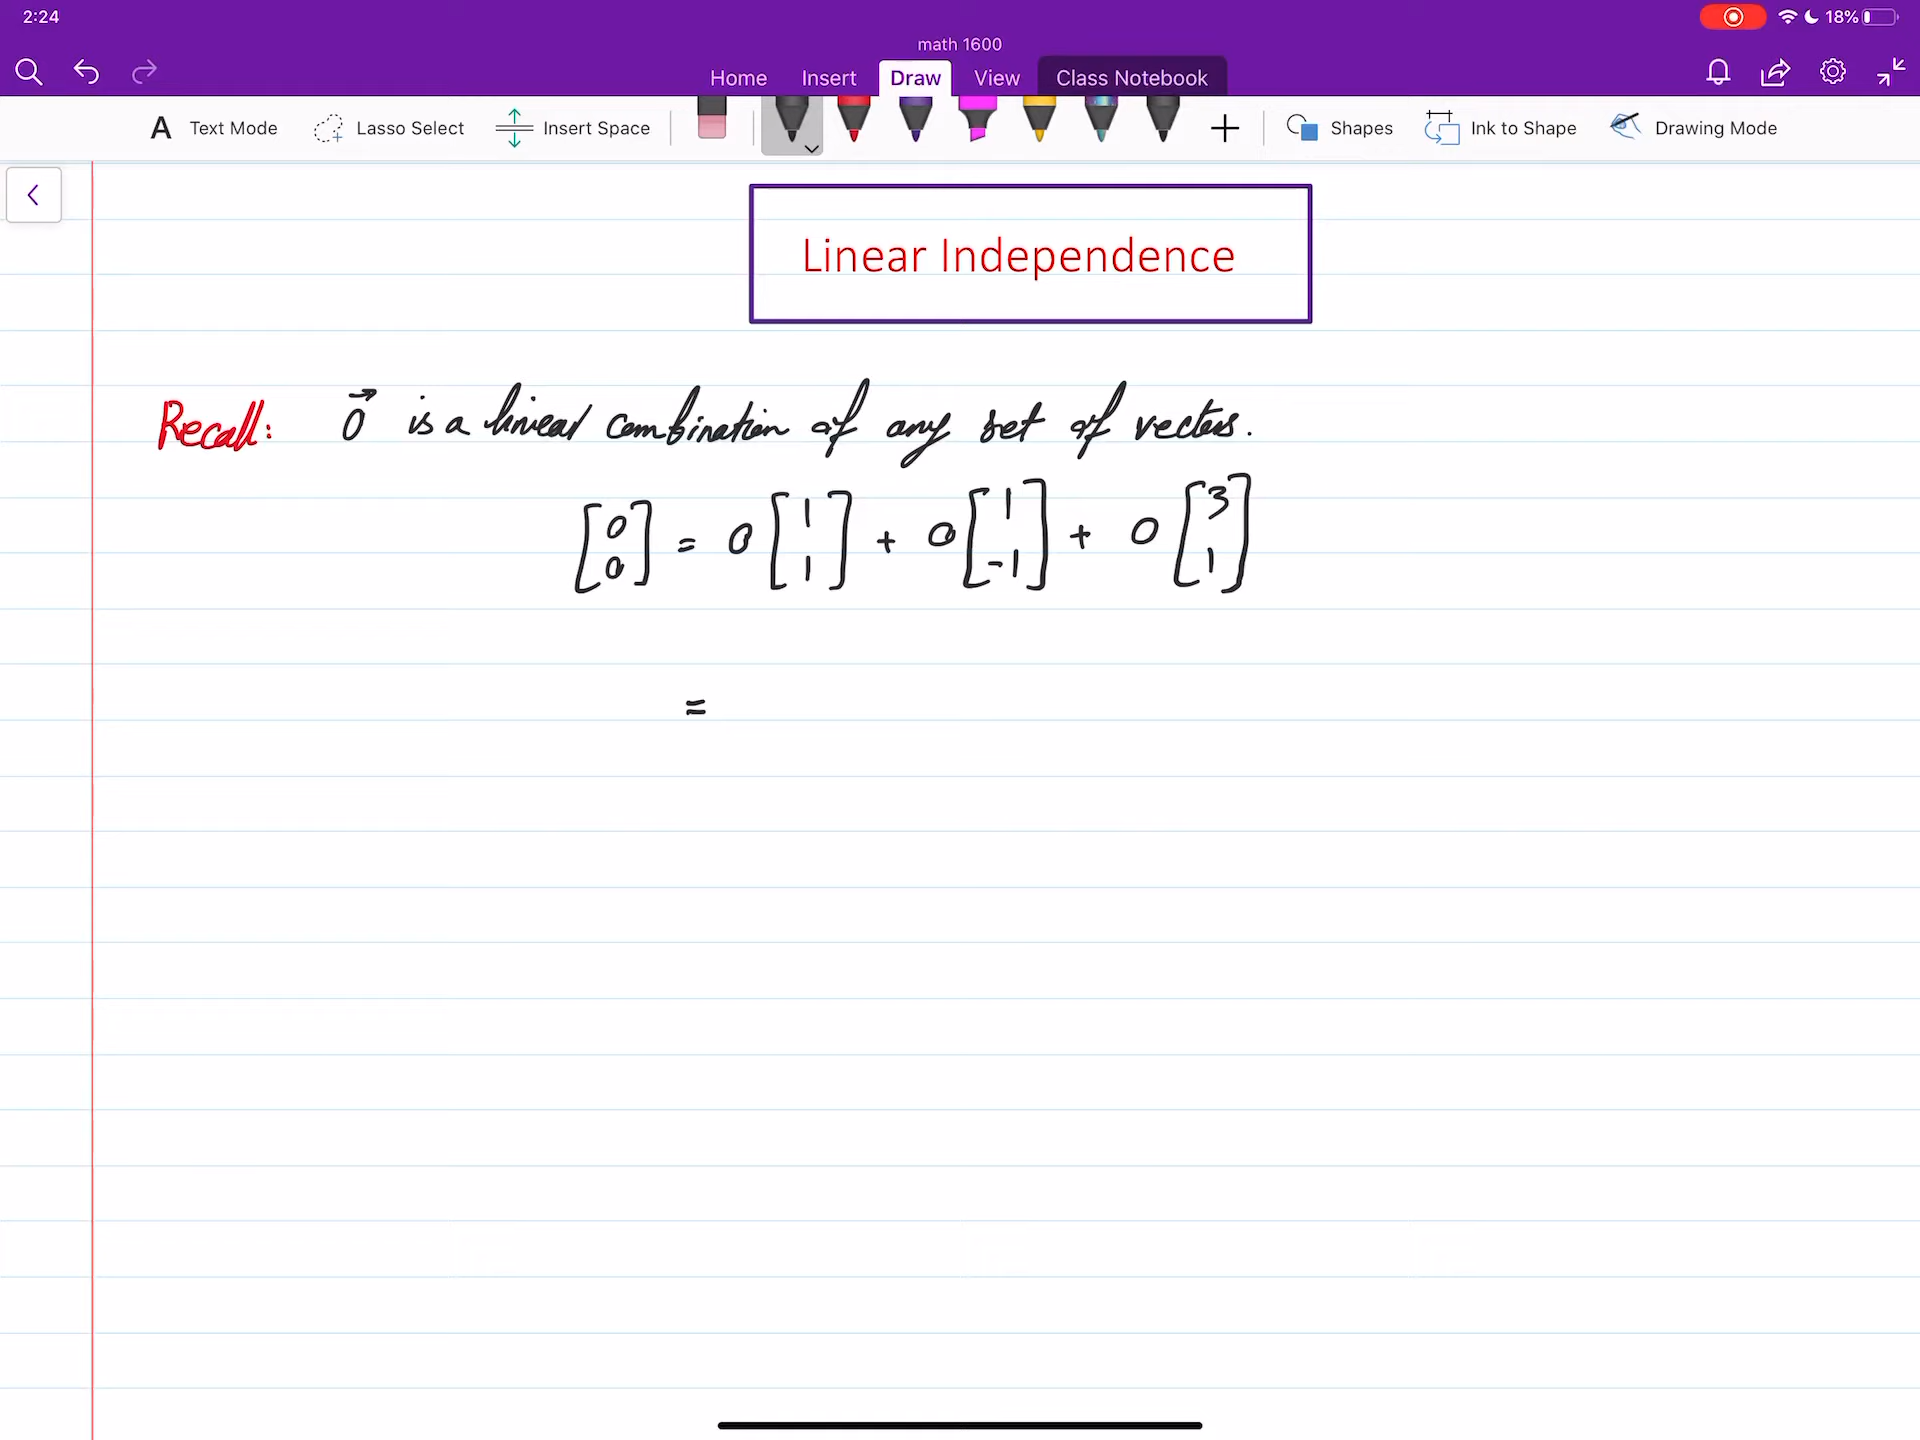 2:24
18%
math 1600
Home Insert Draw View Class Notebook
A Text Mode Lasso Select Insert Space Shapes Ink to Shape Drawing Mode
Linear Independence
Recall: 0⃗ is a linear combination of any set of vectors.
[0 0] = 0 [1 1] + 0 [1 -1] + 0 [3 1]
=